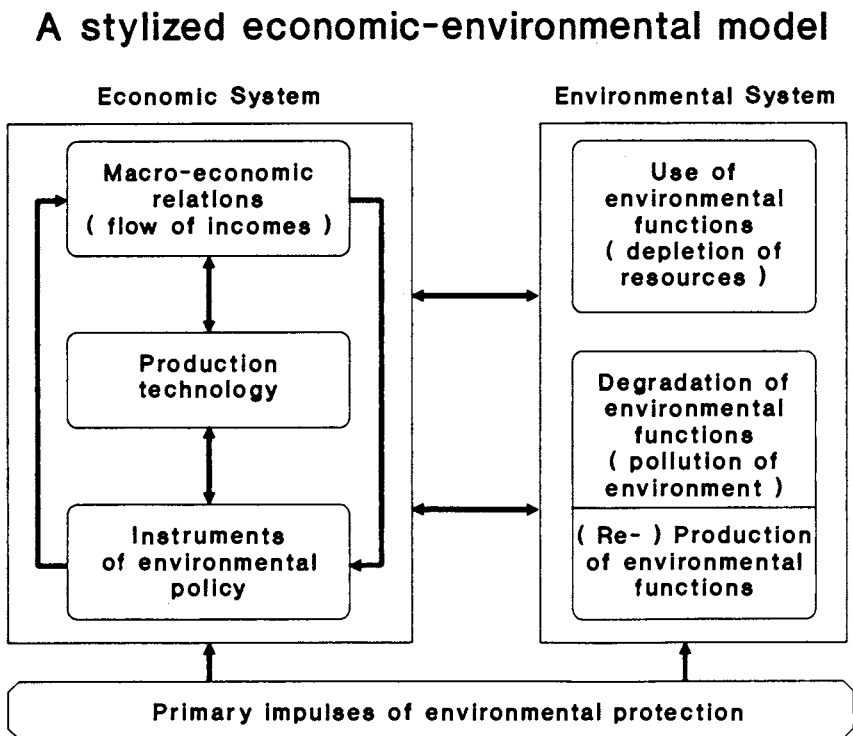 A stylized economic-environmental model
Economic System
Macro-economic
relations
( flow of incomes )
Production
technology
Instruments
of environmental
policy
Environmental System
Use of
environmental
functions
( depletion of
resources )
Degradation of
environmental
functions
( pollution of
environment )
( Re- ) Production
of environmental
functions
Primary impulses of environmental protection